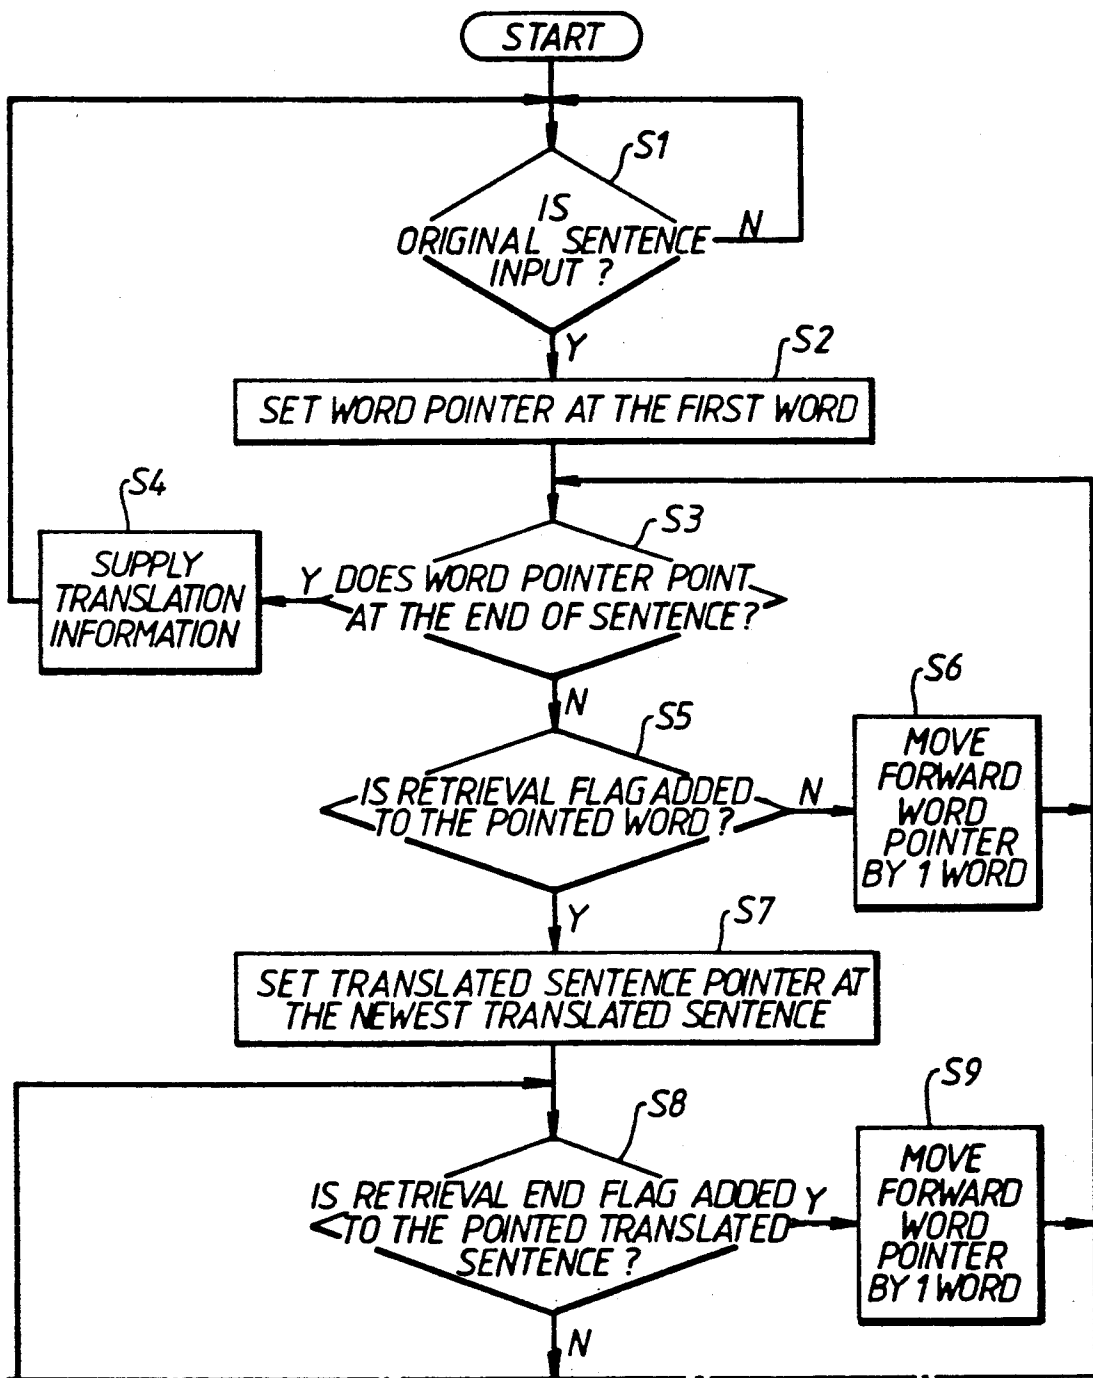 START
S1
IS
ORIGINAL SENTENCE
INPUT ?
N
Y
S2
SET WORD POINTER AT THE FIRST WORD
S4
SUPPLY
TRANSLATION
INFORMATION
S3
Y
DOES WORD POINTER POINT
AT THE END OF SENTENCE?
N
S5
IS RETRIEVAL FLAG ADDED
TO THE POINTED WORD ?
N
S6
MOVE
FORWARD
WORD
POINTER
BY 1 WORD
Y
S7
SET TRANSLATED SENTENCE POINTER AT
THE NEWEST TRANSLATED SENTENCE
S8
IS RETRIEVAL END FLAG ADDED
TO THE POINTED TRANSLATED
SENTENCE ?
Y
S9
MOVE
FORWARD
WORD
POINTER
BY 1 WORD
N